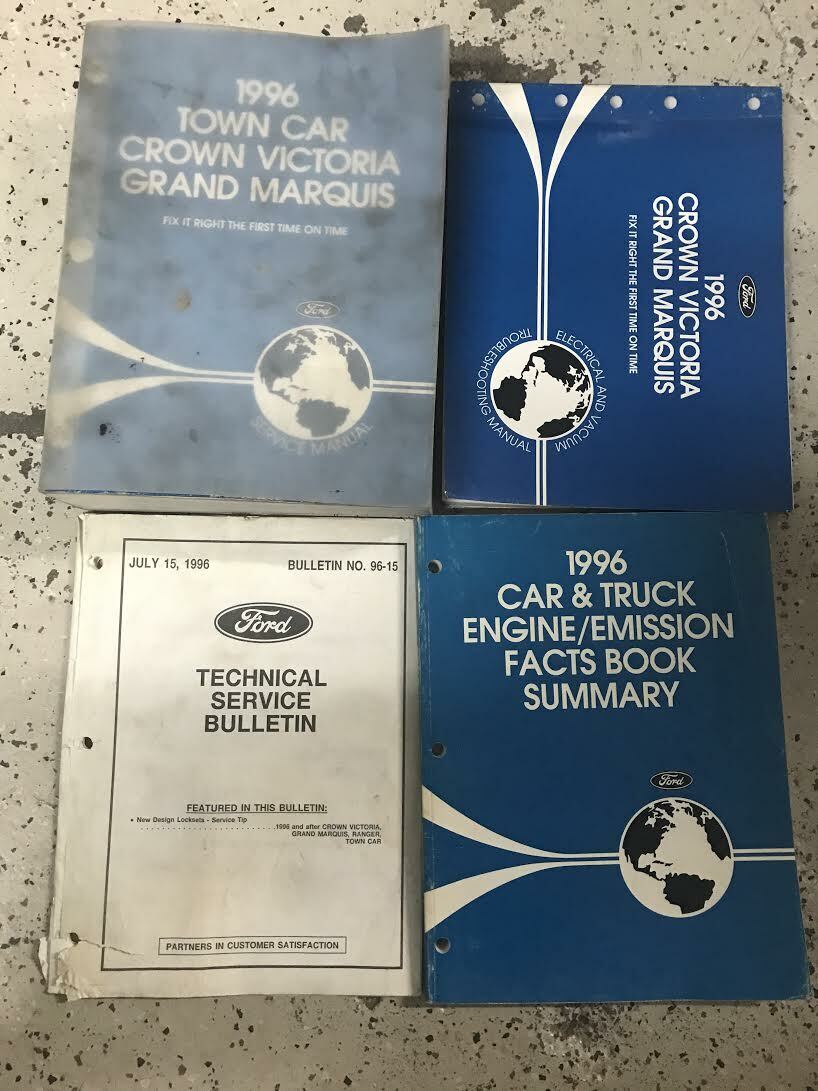 1996
TOWN CAR
CROWN VICTORIA
GRAND MARQUIS
FIX IT RIGHT THE FIRST TIME ON TIME
Ford
SERVICE MANUAL
1996
CROWN VICTORIA
GRAND MARQUIS
FIX IT RIGHT THE FIRST TIME ON TIME
Ford
ELECTRICAL AND VACUUM
TROUBLESHOOTING MANUAL
JULY 15, 1996 BULLETIN NO. 96-15
Ford
TECHNICAL
SERVICE
BULLETIN
FEATURED IN THIS BULLETIN:
• New Design Locksets - Service Tip
. . . . . . . . . . . . . . . . . . . . . . . . . . . 1996 and after CROWN VICTORIA,
GRAND MARQUIS, RANGER,
TOWN CAR
PARTNERS IN CUSTOMER SATISFACTION
1996
CAR & TRUCK
ENGINE/EMISSION
FACTS BOOK
SUMMARY
Ford